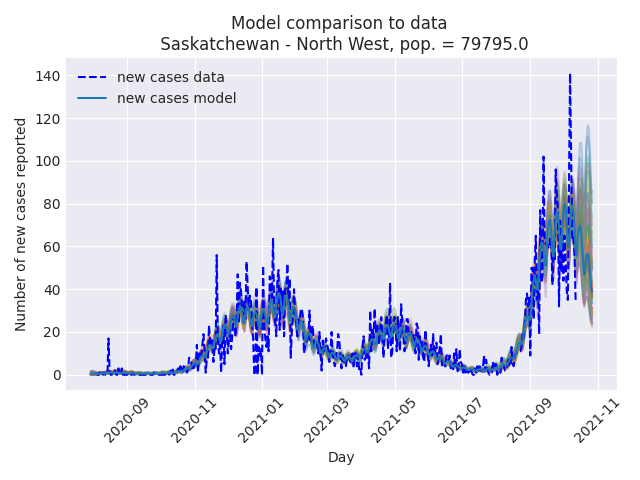 Model comparison to data
Saskatchewan - North West, pop. = 79795.0
new cases data
new cases model
Number of new cases reported
140
120
100
80
60
40
20
0
2020-09
2020-11
2021-01
2021-03
2021-05
2021-07
2021-09
2021-11
Day